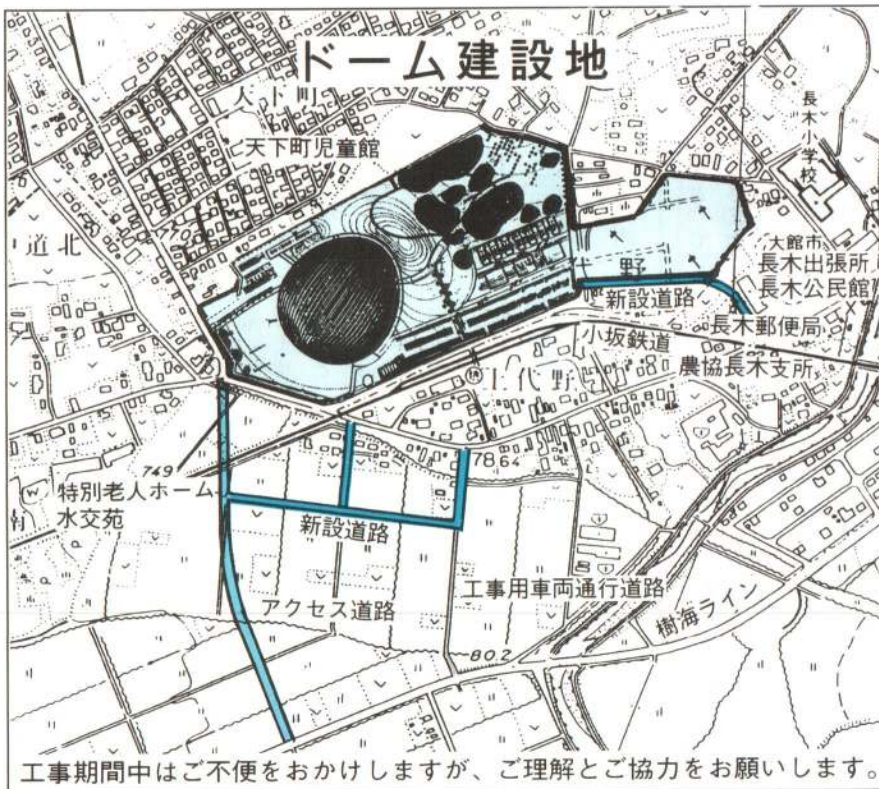 ドーム建設地
天下町児童館
長木小学校
道北
大館市
長木出張所
長木公民館
野
新設道路
長木郵便局
小坂鉄道
農協長木支所
上代野
78.64
749
特別老人ホーム
水交苑
新設道路
工事用車両通行道路
アクセス道路
樹海ライン
80.2
工事期間中はご不便をおかけしますが、ご理解とご協力をお願いします。